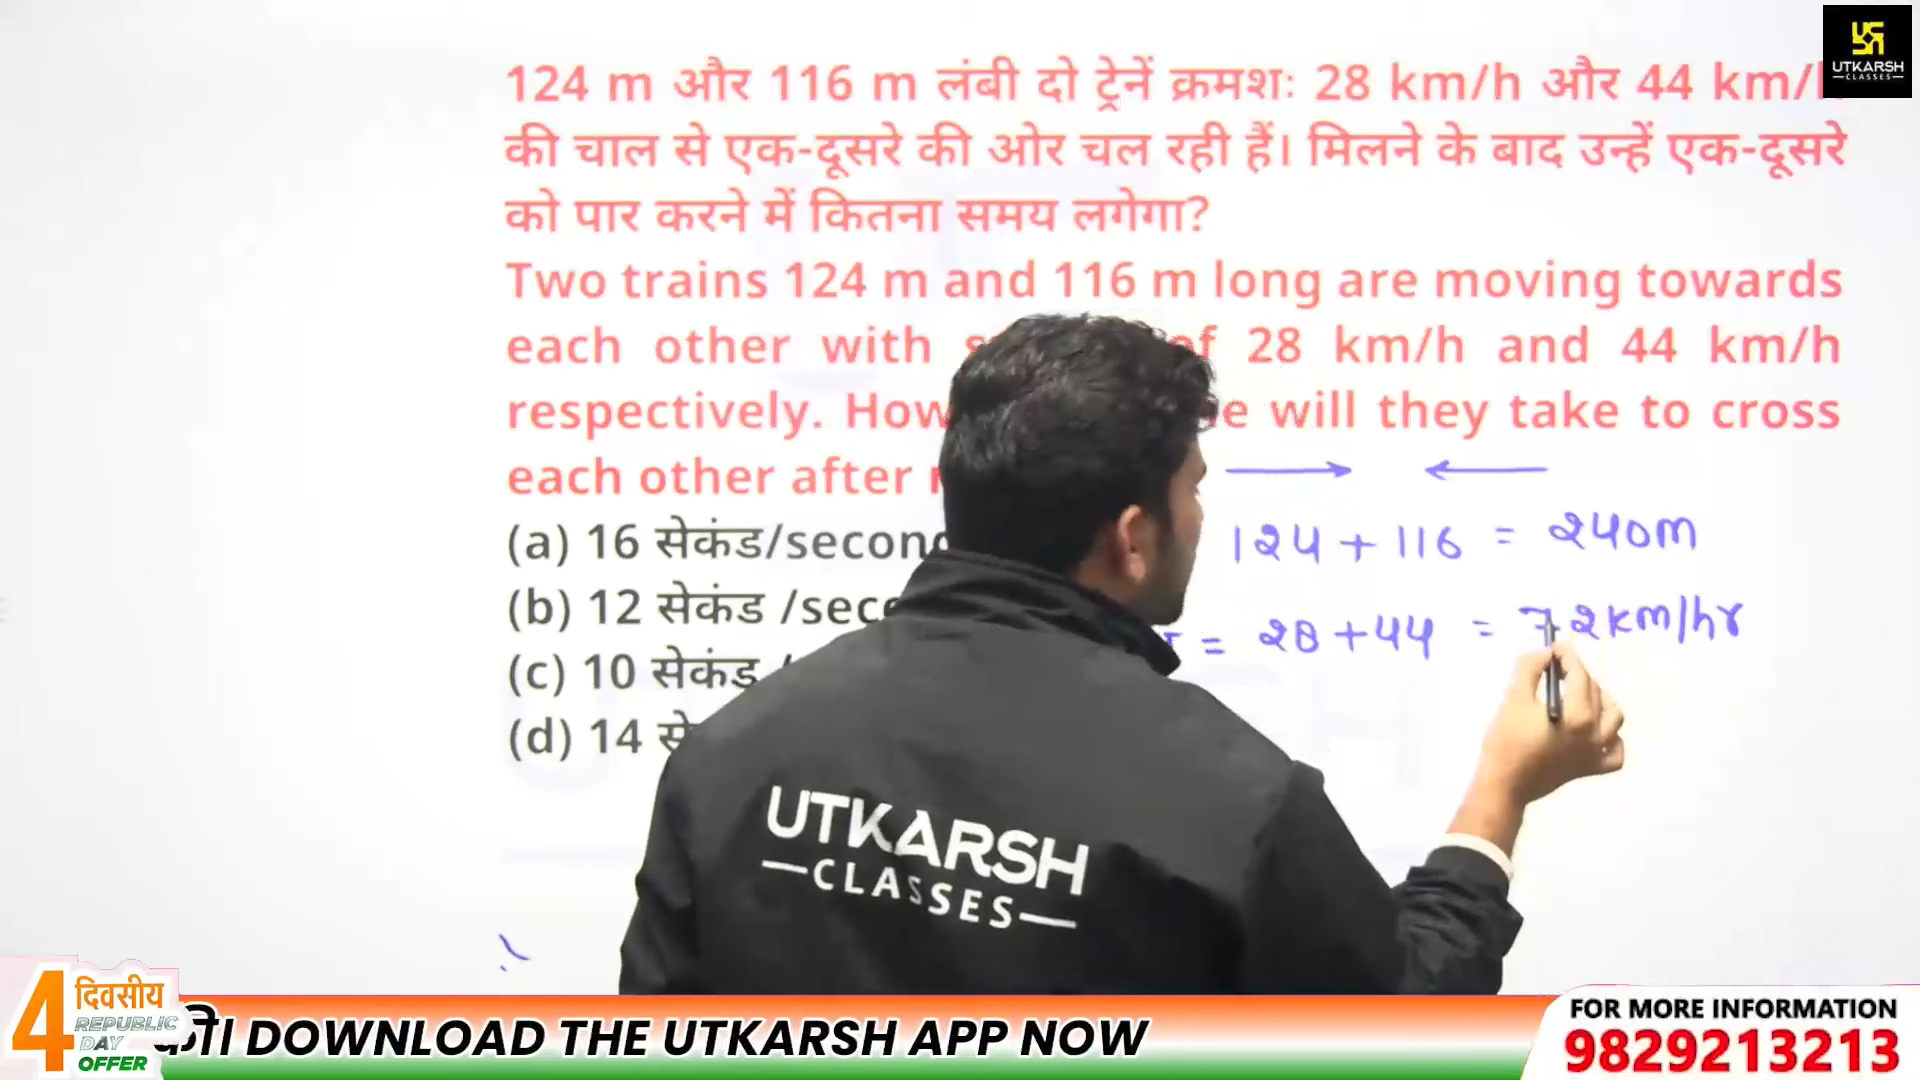 124 m और 116 m लंबी दो ट्रेनें क्रमशः 28 km/h और 44 km/
की चाल से एक-दूसरे की ओर चल रही हैं। मिलने के बाद उन्हें एक-दूसरे
को पार करने में कितना समय लगेगा?
Two trains 124 m and 116 m long are moving towards
each other with of 28 km/h and 44 km/h
respectively. How will they take to cross
each other after
(a) 16 सेकंड/second
(b) 12 सेकंड /sec
(c) 10 सेकंड
(d) 14
124 + 116 = 240m
= 28 + 44 = 72km/hr
UTKARSH
CLASSES
UTKARSH
CLASSES
4 दिवसीय
REPUBLIC
DAY
OFFER
DOWNLOAD THE UTKARSH APP NOW
FOR MORE INFORMATION
9829213213